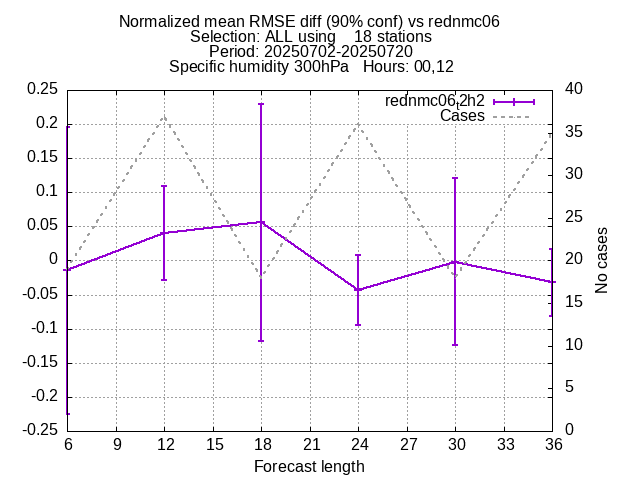 Normalized mean RMSE diff (90% conf) vs rednmc06
Selection: ALL using    18 stations
Period: 20250702-20250720
Specific humidity 300hPa   Hours: 00,12
rednmc06t2h2
Cases
0.25
0.2
0.15
0.1
0.05
0
-0.05
-0.1
-0.15
-0.2
-0.25
40
35
30
25
20
15
10
5
0
No cases
6 9 12 15 18 21 24 27 30 33 36
Forecast length